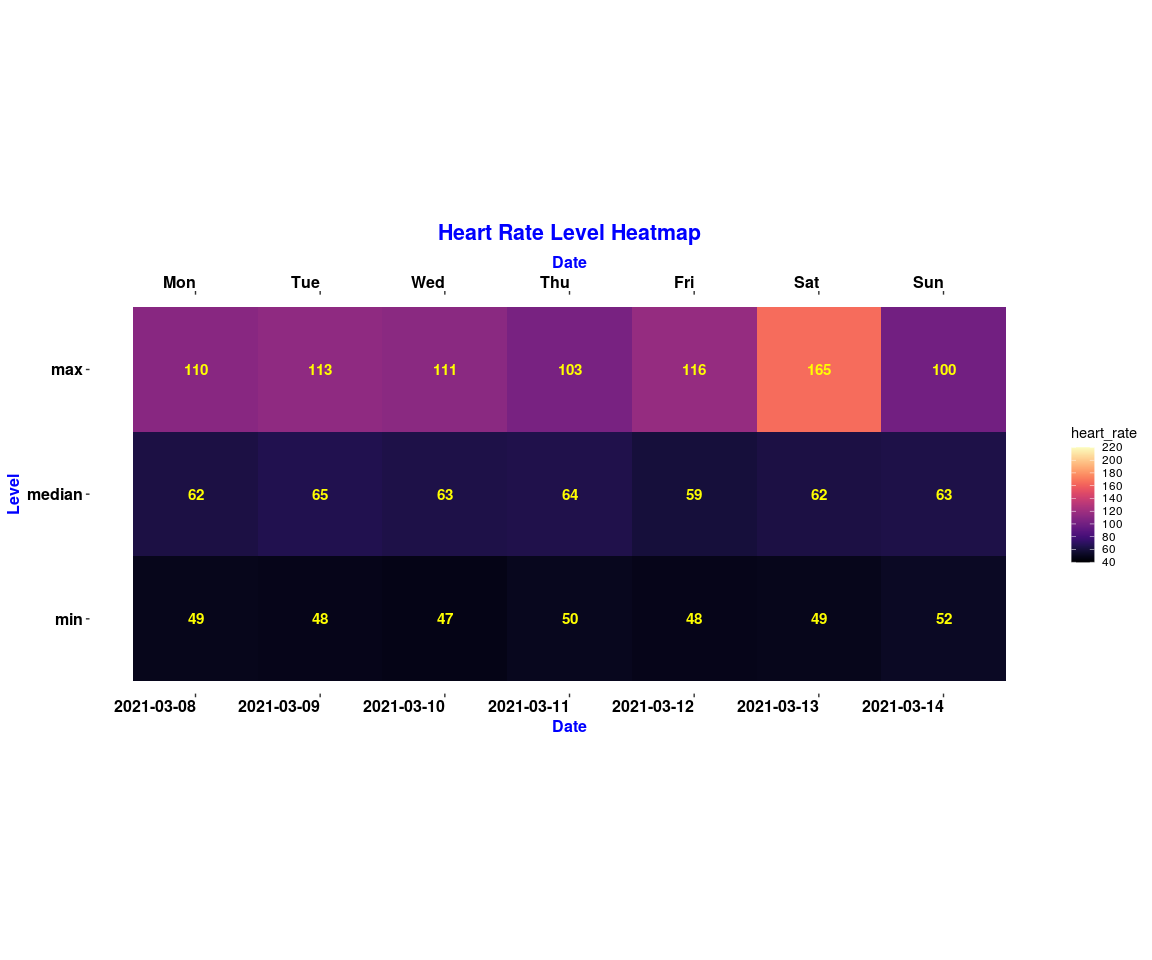 Heart Rate Level Heatmap
Date
Mon Tue Wed Thu Fri Sat Sun
max 110 113 111 103 116 165 100
median 62 65 63 64 59 62 63
min 49 48 47 50 48 49 52
2021-03-08 2021-03-09 2021-03-10 2021-03-11 2021-03-12 2021-03-13 2021-03-14
Date
Level
heart_rate
220
200
180
160
140
120
100
80
60
40